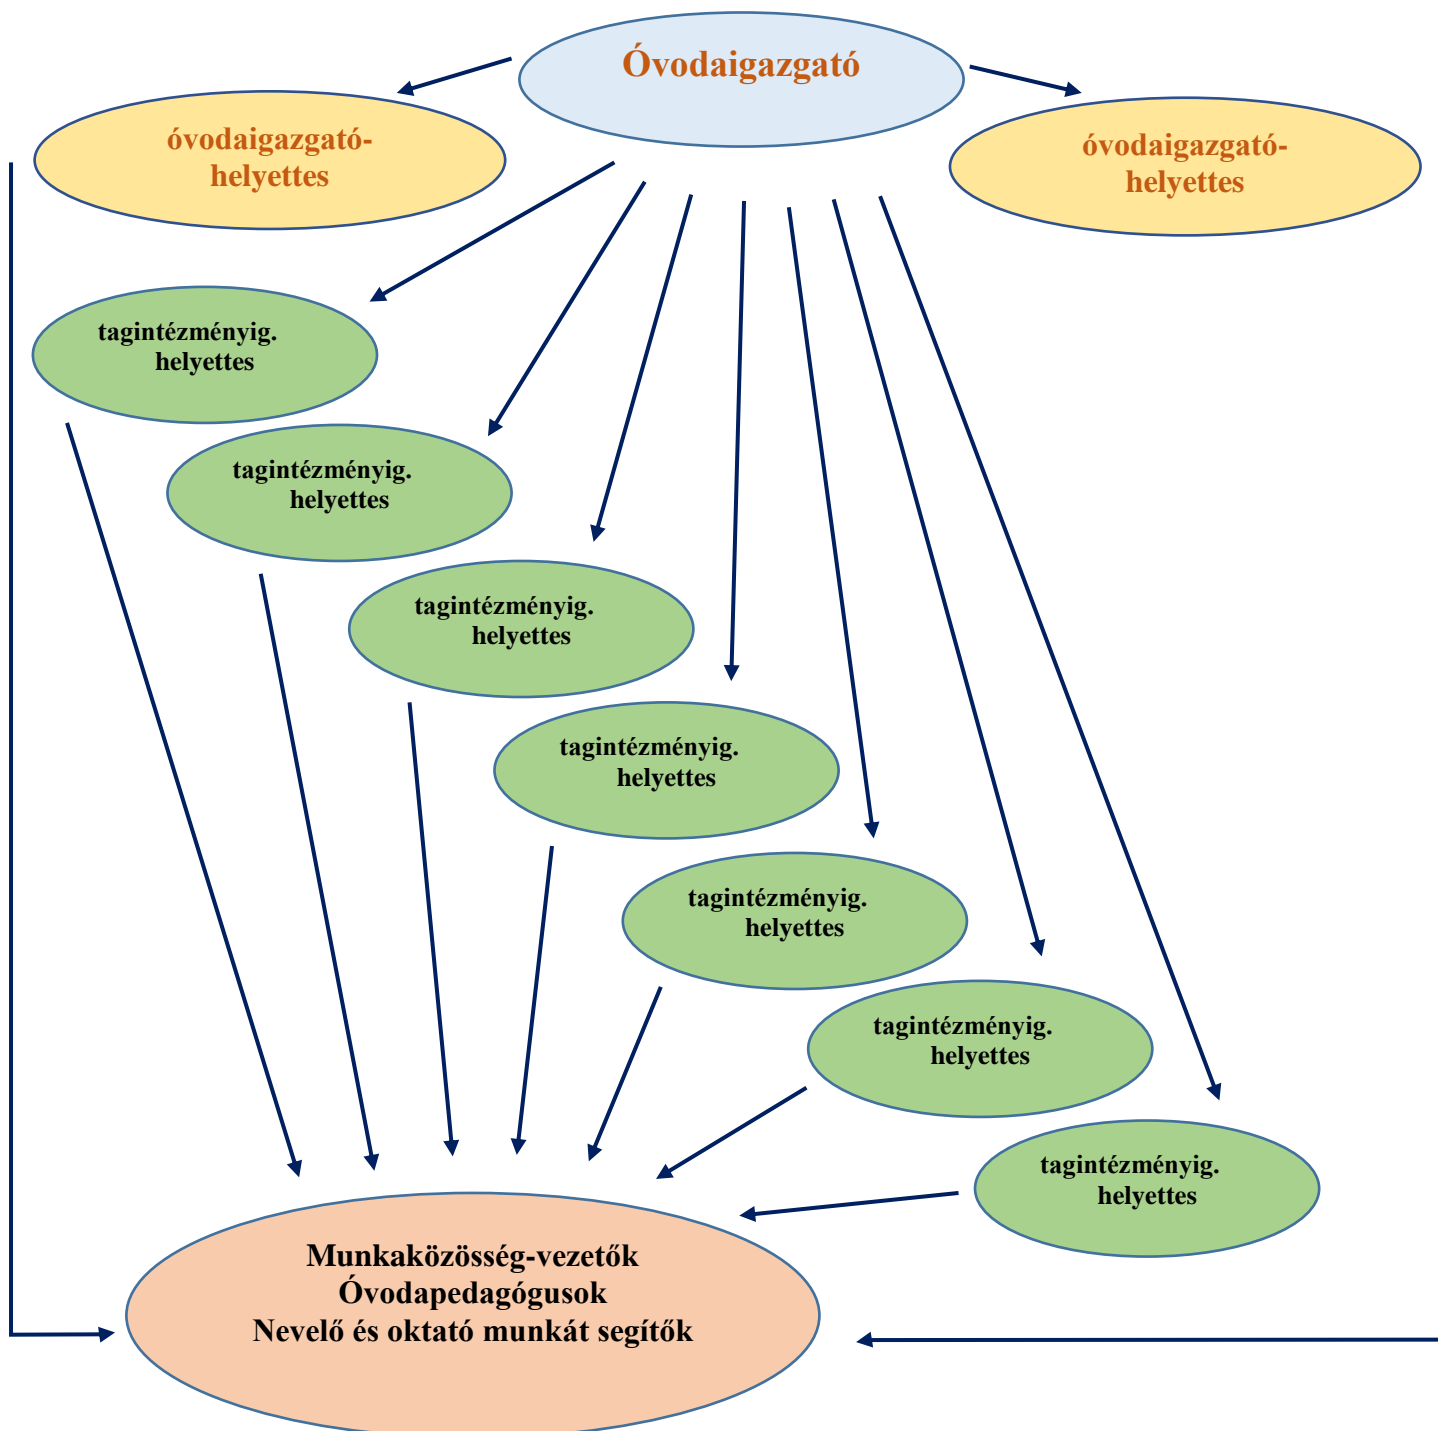 Óvodaigazgató
óvodaigazgató-
helyettes
óvodaigazgató-
helyettes
tagintézményig.
helyettes
tagintézményig.
helyettes
tagintézményig.
helyettes
tagintézményig.
helyettes
tagintézményig.
helyettes
tagintézményig.
helyettes
tagintézményig.
helyettes
Munkaközösség-vezetők
Óvodapedagógusok
Nevelő és oktató munkát segítők